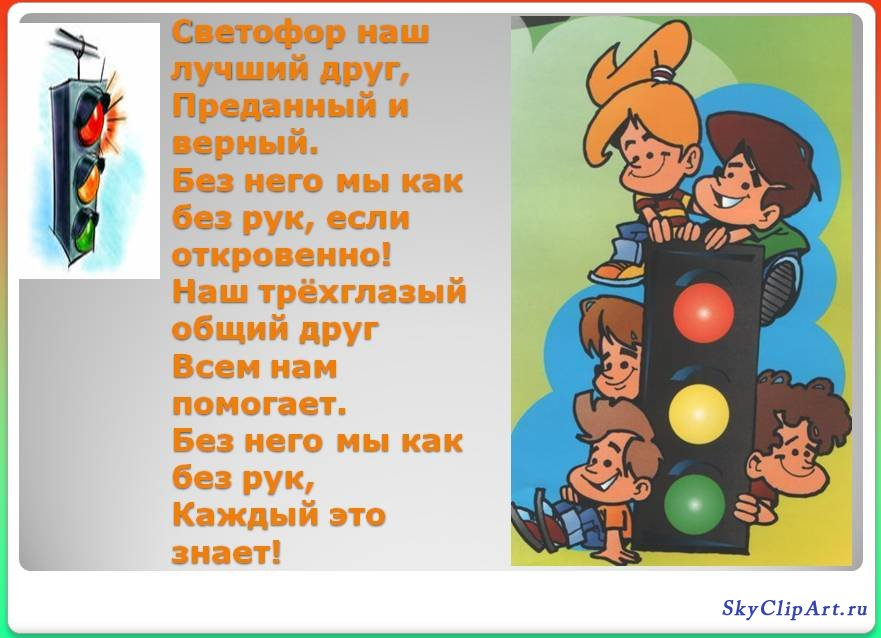 Светофор наш
лучший друг,
Преданный и
верный.
Без него мы как
без рук, если
откровенно!
Наш трёхглазый
общий друг
Всем нам
помогает.
Без него мы как
без рук,
Каждый это
знает!
SkyClipArt.ru